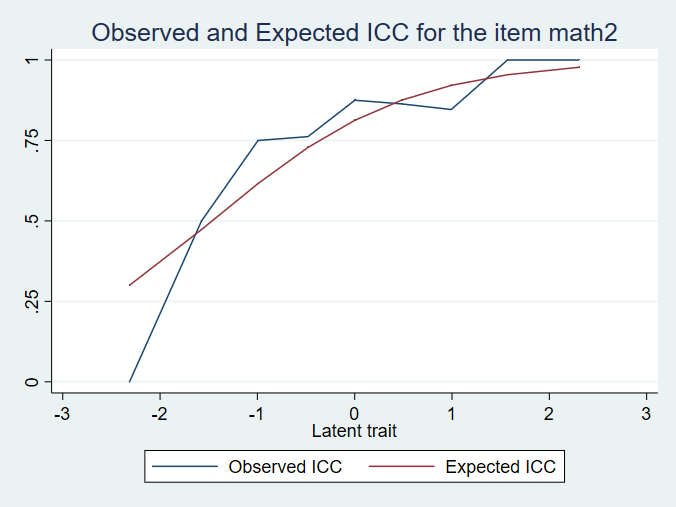 Observed and Expected ICC for the item math2
1
.75
.5
.25
0
-3 -2 -1 0 1 2 3
Latent trait
Observed ICC Expected ICC